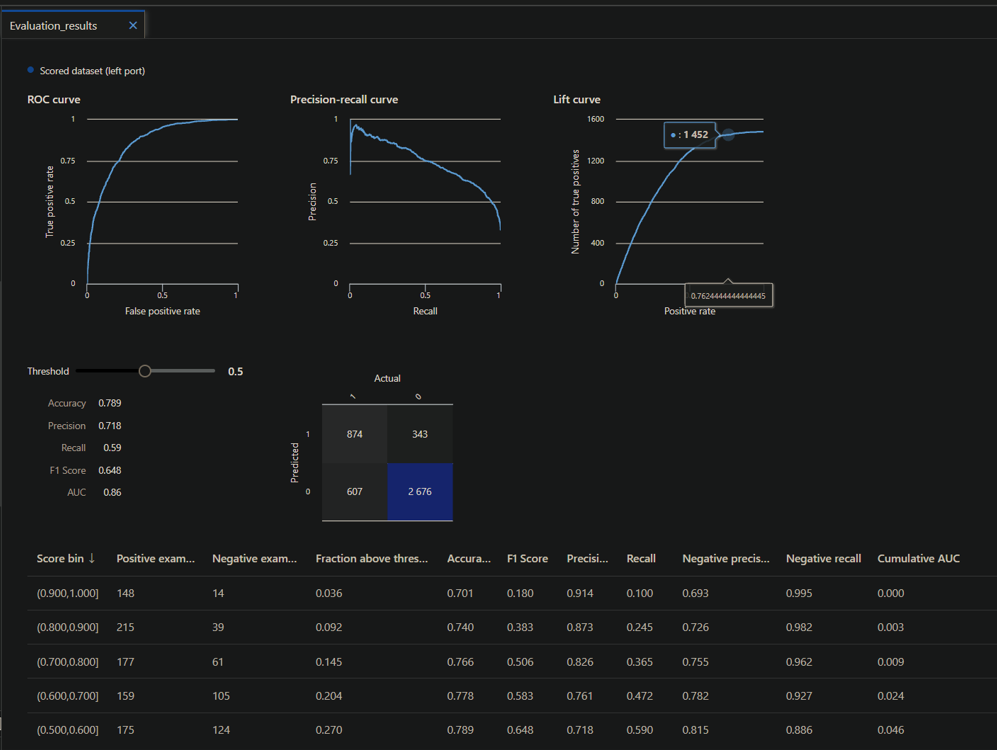 Evaluation_results
Scored dataset (left port)
ROC curve
1
0.75
0.5
0.25
0
0
0.5
1
True positive rate
False positive rate
Precision-recall curve
1
0.75
0.5
0.25
0
0
0.5
1
Precision
Recall
Lift curve
1600
1200
800
400
0
0
: 1 452
0.7624444444444445
Number of true positives
Positive rate
Threshold 0.5
Accuracy 0.789
Precision 0.718
Recall 0.59
F1 Score 0.648
AUC 0.86
Actual
1 0
Predicted
1 874 343
0 607 2 676
Score bin ↓ Positive exam... Negative exam... Fraction above thres... Accura... F1 Score Precisi... Recall Negative precis... Negative recall Cumulative AUC
(0.900,1.000] 148 14 0.036 0.701 0.180 0.914 0.100 0.693 0.995 0.000
(0.800,0.900] 215 39 0.092 0.740 0.383 0.873 0.245 0.726 0.982 0.003
(0.700,0.800] 177 61 0.145 0.766 0.506 0.826 0.365 0.755 0.962 0.009
(0.600,0.700] 159 105 0.204 0.778 0.583 0.761 0.472 0.782 0.927 0.024
(0.500,0.600] 175 124 0.270 0.789 0.648 0.718 0.590 0.815 0.886 0.046